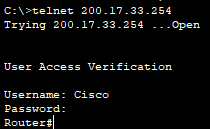 C:\>telnet 200.17.33.254
Trying 200.17.33.254 ...Open
User Access Verification
Username: Cisco
Password:
Router#